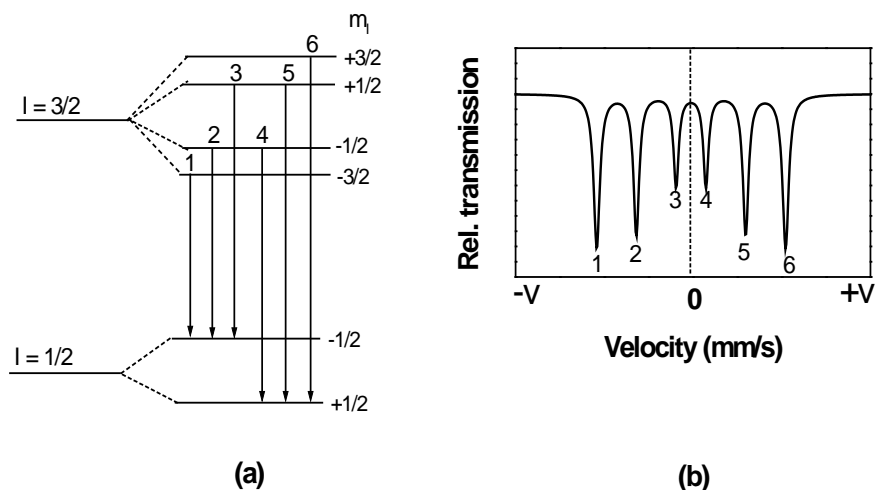 m_I
6
+3/2
3 5
+1/2
I = 3/2
2 4
-1/2
1
-3/2
-1/2
I = 1/2
+1/2
(a)
Rel. transmission
3 4
1 2 5 6
-V 0 +V
Velocity (mm/s)
(b)